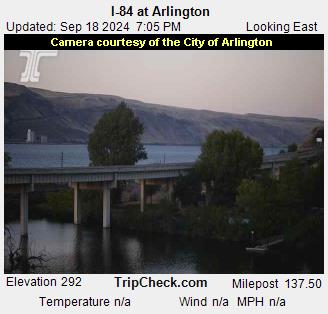 I-84 at Arlington
Updated: Sep 18 2024 7:05 PM Looking East
Camera courtesy of the City of Arlington
Elevation 292 TripCheck.com Milepost 137.50
Temperature n/a Wind n/a MPH n/a